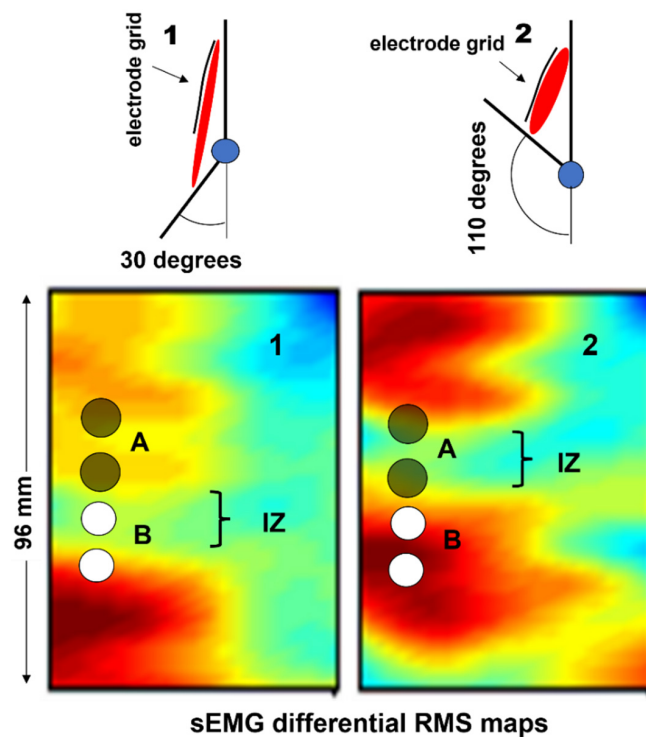 electrode grid
1
30 degrees
electrode grid
2
110 degrees
96 mm
1
A
B
IZ
2
A
B
IZ
sEMG differential RMS maps